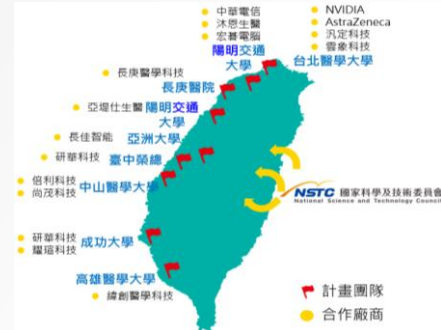 中華電信
沐恩生醫
宏碁電腦
陽明交通
大學
NVIDIA
AstraZeneca
汎定科技
雲象科技
台北醫學大學
長庚醫學科技
長庚醫院
亞堤仕生醫
陽明交通
大學
長佳智能
亞洲大學
研華科技
臺中榮總
倍利科技
尚茂科技
中山醫學大學
NSTC 國家科學及技術委員會
National Science and Technology Council
研華科技
耀瑄科技
成功大學
高雄醫學大學
緯創醫學科技
計畫團隊
合作廠商